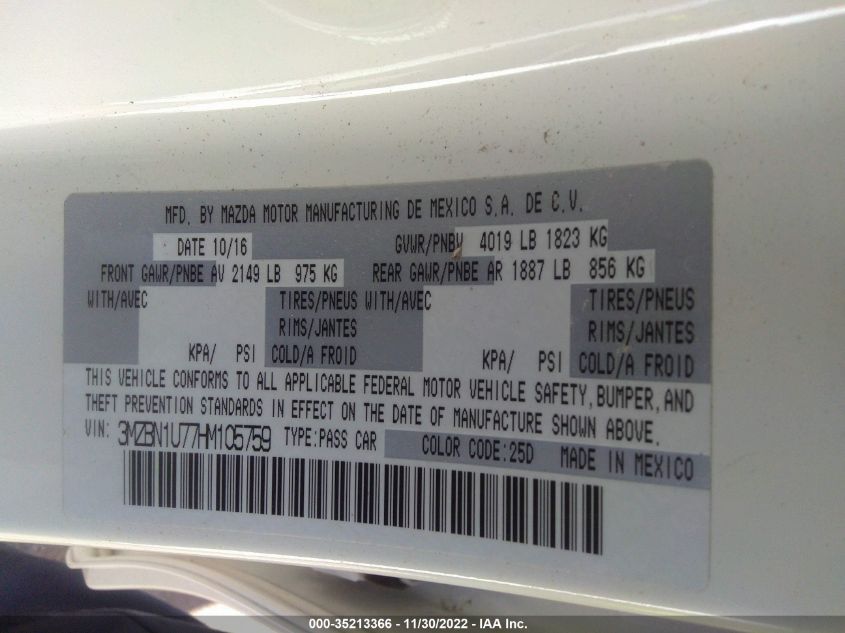 MFD. BY MAZDA MOTOR MANUFACTURING DE MEXICO S.A. DE C.V.
DATE 10/16 GVWR/PNBV 4019 LB 1823 KG
FRONT GAWR/PNBE AV 2149 LB 975 KG REAR GAWR/PNBE AR 1887 LB 856 KG
WITH/AVEC TIRES/PNEUS WITH/AVEC TIRES/PNEUS
RIMS/JANTES RIMS/JANTES
KPA/ PSI COLD/A FROID KPA/ PSI COLD/A FROID
THIS VEHICLE CONFORMS TO ALL APPLICABLE FEDERAL MOTOR VEHICLE SAFETY, BUMPER, AND
THEFT PREVENTION STANDARDS IN EFFECT ON THE DATE OF MANUFACTURE SHOWN ABOVE.
VIN: 3MZBN1U77HM105759 TYPE:PASS CAR COLOR CODE:25D MADE IN MEXICO
000-35213366 - 11/30/2022 - IAA Inc.